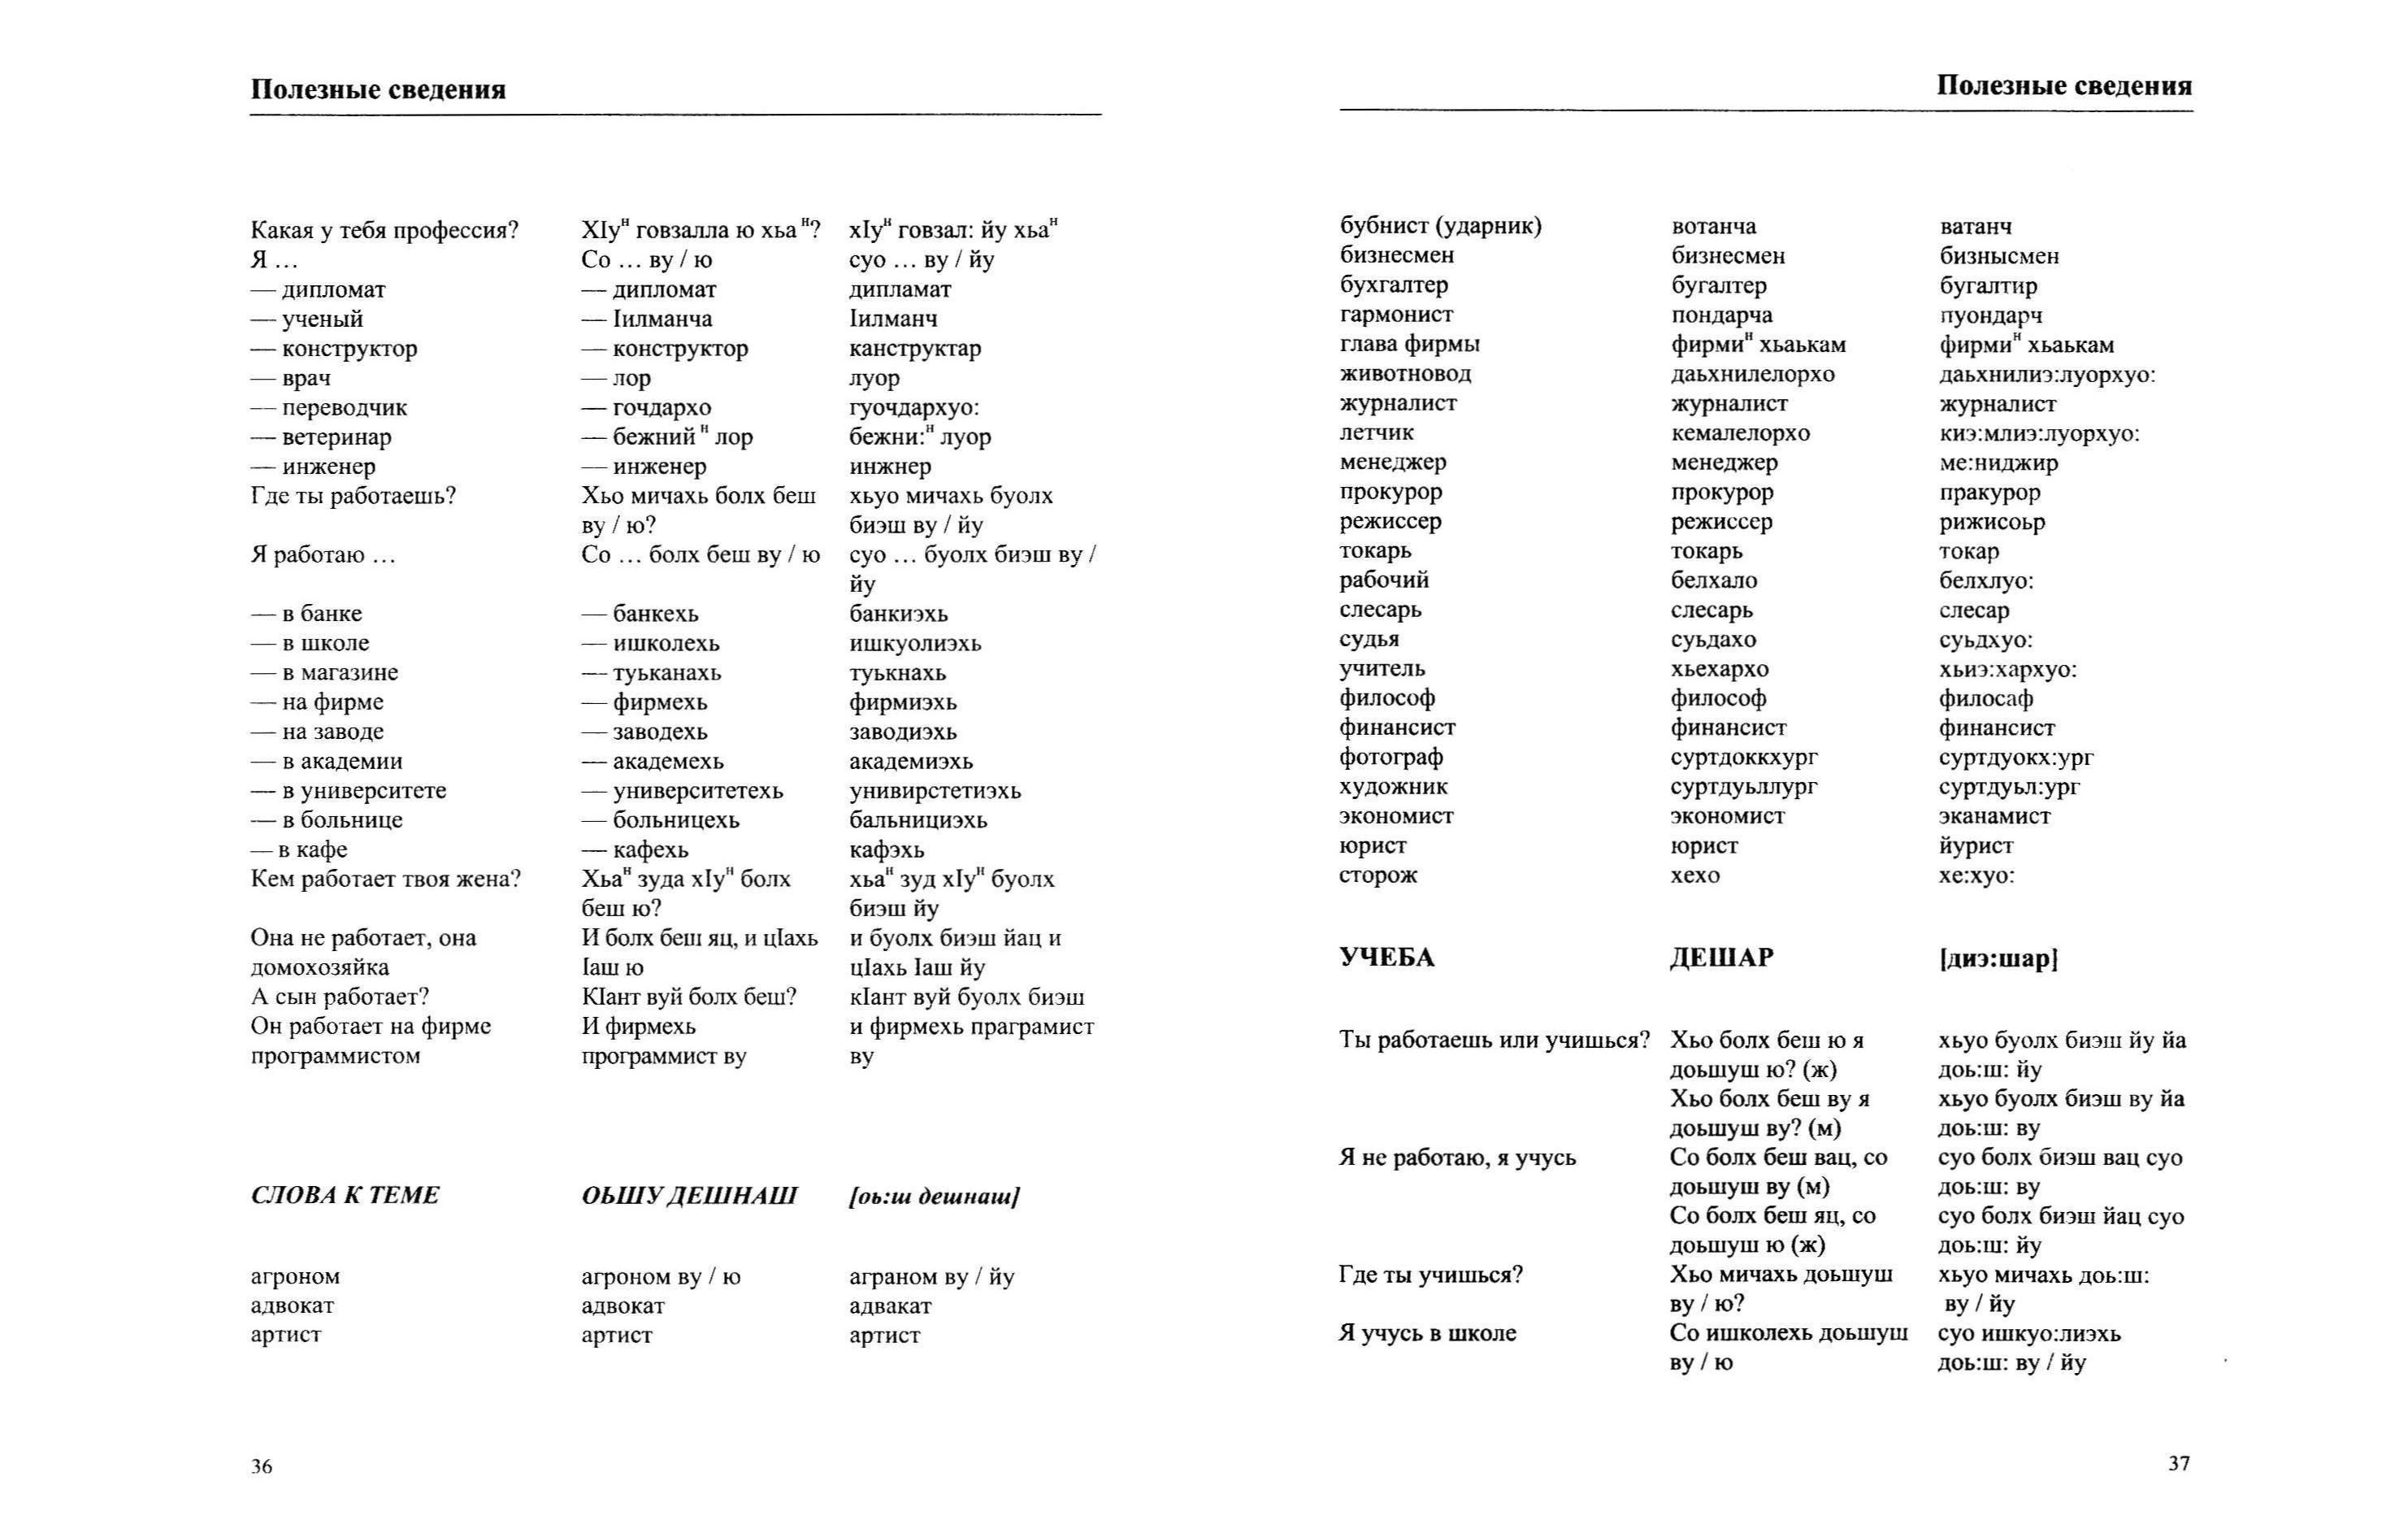 Полезные сведения
Какая у тебя профессия? ХIуᵸ говзалла ю хьа ᵸ? хIуᵸ говзал: йу хьаᵸ
Я ... Со ... ву / ю суо ... ву / йу
— дипломат — дипломат дипламат
— ученый — Iилманча Iилманч
— конструктор — конструктор канструктар
— врач — лор луор
— переводчик — гочдархо гуочдархуо:
— ветеринар — бежний ᵸ лор бежни:ᵸ луор
— инженер — инженер инжнер
Где ты работаешь? Хьо мичахь болх беш хьуо мичахь буолх
ву / ю? биэш ву / йу
Я работаю ... Со ... болх беш ву / ю суо ... буолх биэш ву /
йу
— в банке — банкехь банкиэхь
— в школе — ишколехь ишкуолиэхь
— в магазине — туьканахь туькнахь
— на фирме — фирмехь фирмиэхь
— на заводе — заводехь заводиэхь
— в академии — академехь академиэхь
— в университете — университетехь унивирстетиэхь
— в больнице — больницехь бальнициэхь
— в кафе — кафехь кафэхь
Кем работает твоя жена? Хьаᵸ зуда хIуᵸ болх хьаᵸ зуд хIуᵸ буолх
беш ю? биэш йу
Она не работает, она И болх беш яц, и цIахь и буолх биэш йац и
домохозяйка Iаш ю цIахь Iаш йу
А сын работает? КIант вуй болх беш? кIант вуй буолх биэш
Он работает на фирме И фирмехь и фирмехь праграмист
программистом программист ву ву
СЛОВА К ТЕМЕ ОЬШУ ДЕШНАШ [оь:ш дешнаш]
агроном агроном ву / ю аграном ву / йу
адвокат адвокат адвакат
артист артист артист
36
Полезные сведения
бубнист (ударник) вотанча ватанч
бизнесмен бизнесмен бизнысмен
бухгалтер бугалтер бугалтир
гармонист пондарча пуондарч
глава фирмы фирмиᵸ хьаькам фирмиᵸ хьаькам
животновод даьхнилелорхо даьхнилиэ:луорхуо:
журналист журналист журналист
летчик кемалелорхо киэ:млиэ:луорхуо:
менеджер менеджер ме:ниджир
прокурор прокурор пракурор
режиссер режиссер рижисоьр
токарь токарь токар
рабочий белхало белхлуо:
слесарь слесарь слесар
судья суьдахо суьдхуо:
учитель хьехархо хьиэ:хархуо:
философ философ филосаф
финансист финансист финансист
фотограф суртдоккхург суртдуокх:ург
художник суртдуьллург суртдуьл:ург
экономист экономист эканамист
юрист юрист йурист
сторож хехо хе:хуо:
УЧЕБА ДЕШАР [диэ:шар]
Ты работаешь или учишься? Хьо болх беш ю я хьуо буолх биэш йу йа
доьшуш ю? (ж) доь:ш: йу
Хьо болх беш ву я хьуо буолх биэш ву йа
доьшуш ву? (м) доь:ш: ву
Я не работаю, я учусь Со болх беш вац, со суо болх биэш вац суо
доьшуш ву (м) доь:ш: ву
Со болх беш яц, со суо болх биэш йац суо
доьшуш ю (ж) доь:ш: йу
Где ты учишься? Хьо мичахь доьшуш хьуо мичахь доь:ш:
ву / ю? ву / йу
Я учусь в школе Со ишколехь доьшуш суо ишкуо:лиэхь
ву / ю доь:ш: ву / йу
37